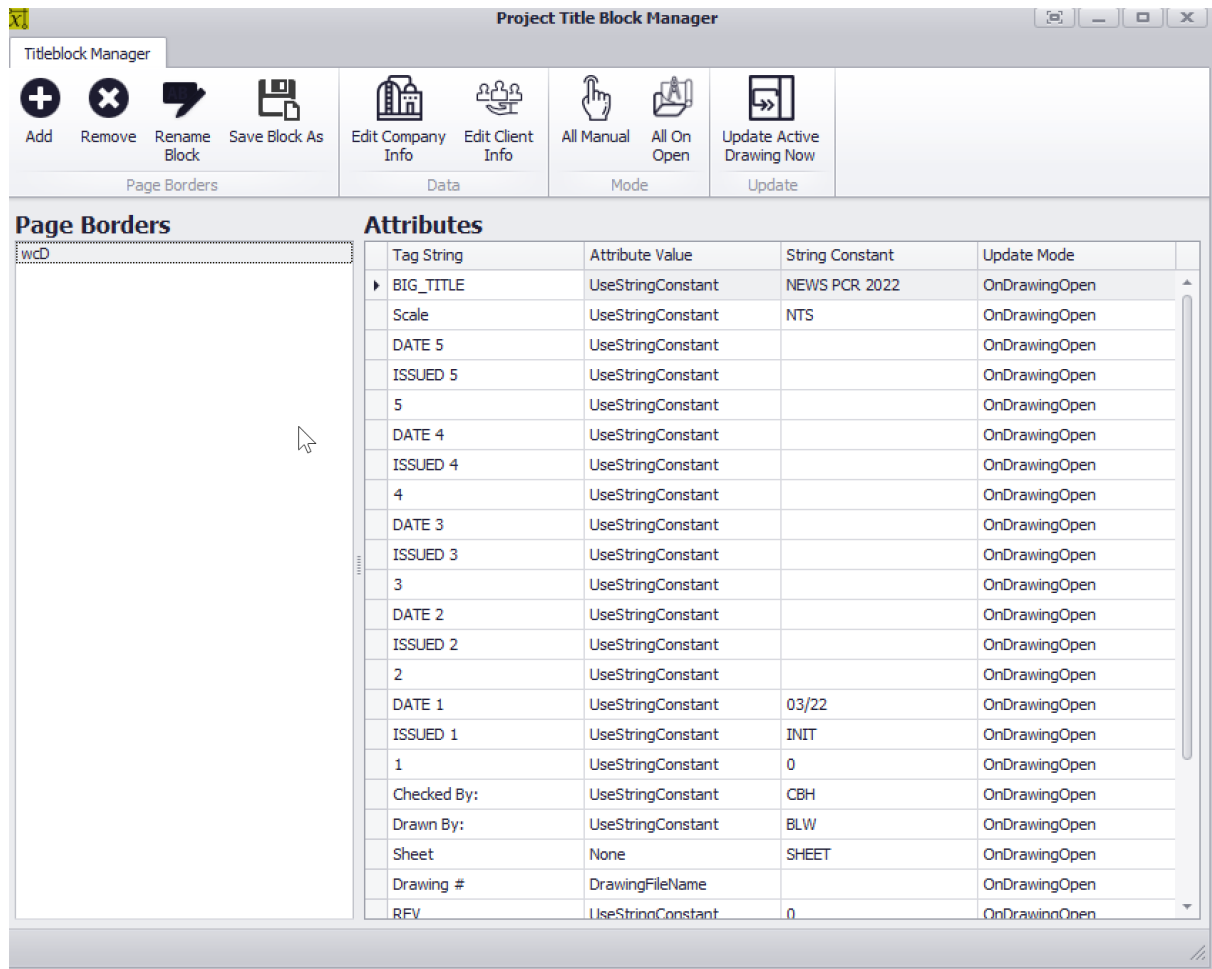 Project Title Block Manager
Titleblock Manager
Add Remove Rename Block Save Block As Edit Company Info Edit Client Info All Manual All On Open Update Active Drawing Now
Page Borders Data Mode Update
Page Borders
wcD
Attributes
Tag String Attribute Value String Constant Update Mode
BIG_TITLE UseStringConstant NEWS PCR 2022 OnDrawingOpen
Scale UseStringConstant NTS OnDrawingOpen
DATE 5 UseStringConstant OnDrawingOpen
ISSUED 5 UseStringConstant OnDrawingOpen
5 UseStringConstant OnDrawingOpen
DATE 4 UseStringConstant OnDrawingOpen
ISSUED 4 UseStringConstant OnDrawingOpen
4 UseStringConstant OnDrawingOpen
DATE 3 UseStringConstant OnDrawingOpen
ISSUED 3 UseStringConstant OnDrawingOpen
3 UseStringConstant OnDrawingOpen
DATE 2 UseStringConstant OnDrawingOpen
ISSUED 2 UseStringConstant OnDrawingOpen
2 UseStringConstant OnDrawingOpen
DATE 1 UseStringConstant 03/22 OnDrawingOpen
ISSUED 1 UseStringConstant INIT OnDrawingOpen
1 UseStringConstant 0 OnDrawingOpen
Checked By: UseStringConstant CBH OnDrawingOpen
Drawn By: UseStringConstant BLW OnDrawingOpen
Sheet None SHEET OnDrawingOpen
Drawing # DrawingFileName OnDrawingOpen
REV UseStringConstant 0 OnDrawingOpen